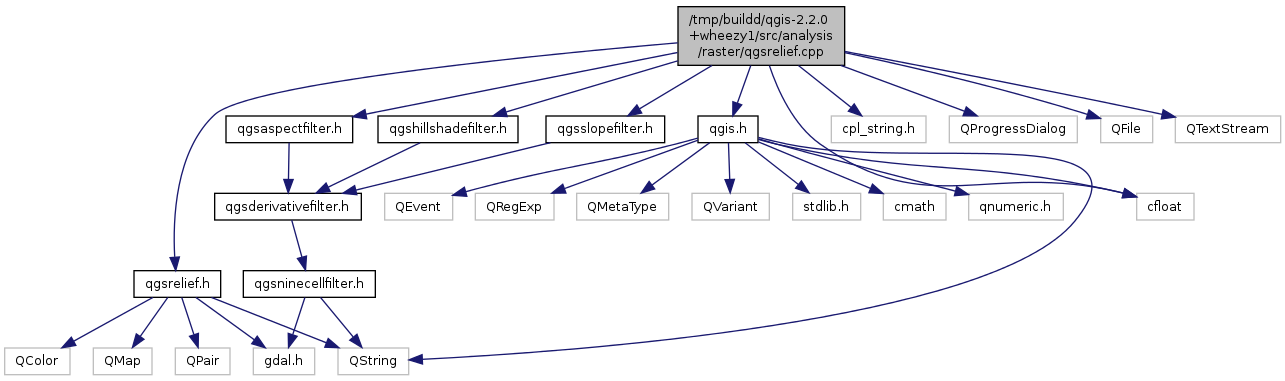 /tmp/buildd/qgis-2.2.0
+wheezy1/src/analysis
/raster/qgsrelief.cpp
qgsaspectfilter.h
qgshillshadefilter.h
qgsslopefilter.h
qgis.h
cpl_string.h
QProgressDialog
QFile
QTextStream
qgsderivativefilter.h
QEvent
QRegExp
QMetaType
QVariant
stdlib.h
cmath
qnumeric.h
cfloat
qgsrelief.h
qgsninecellfilter.h
QColor
QMap
QPair
gdal.h
QString